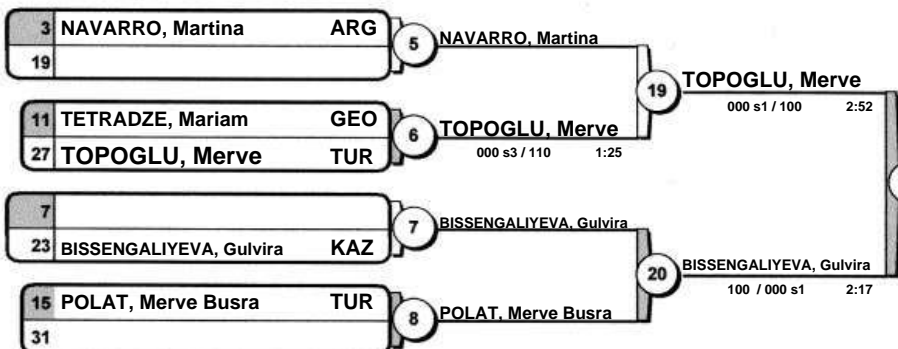 3 NAVARRO, Martina ARG
19
5 NAVARRO, Martina
11 TETRADZE, Mariam GEO
27 TOPOGLU, Merve TUR
6 TOPOGLU, Merve
000 s3 / 110 1:25
19 TOPOGLU, Merve
000 s1 / 100 2:52
7
23 BISSENGALIYEVA, Gulvira KAZ
7 BISSENGALIYEVA, Gulvira
15 POLAT, Merve Busra TUR
31
8 POLAT, Merve Busra
20 BISSENGALIYEVA, Gulvira
100 / 000 s1 2:17